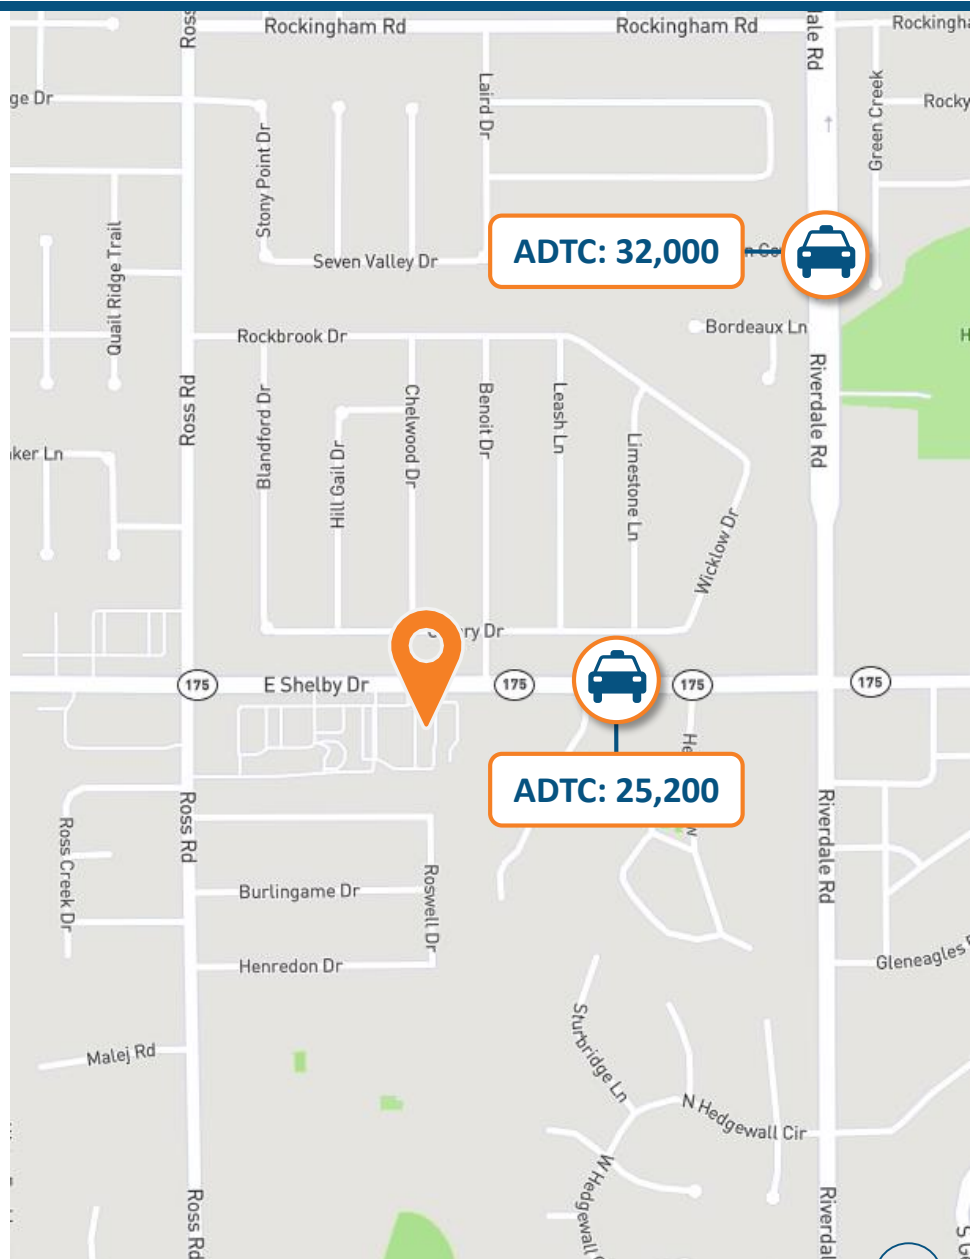 Ross
Rockingham Rd
Rockingham Rd
dale Rd
Rockingha
ge Dr
Laird Dr
Rocky
Green Creek
Stony Point Dr
Quail Ridge Trail
Seven Valley Dr
ADTC: 32,000
Bordeaux Ln
Rockbrook Dr
H
Ross Rd
Riverdale Rd
Blandford Dr
Hill Gail Dr
Chelwood Dr
Benoit Dr
Leash Ln
Limestone Ln
ker Ln
Wicklow Dr
ry Dr
175
E Shelby Dr
175
175
175
He
ADTC: 25,200
w
Ross Rd
Riverdale Rd
Ross Creek Dr
Burlingame Dr
Roswell Dr
Henredon Dr
Gleneagles
Sturbridge Ln
Malej Rd
N Hedgewall Cir
W Hedgewall
Ross Rd
Riverdal